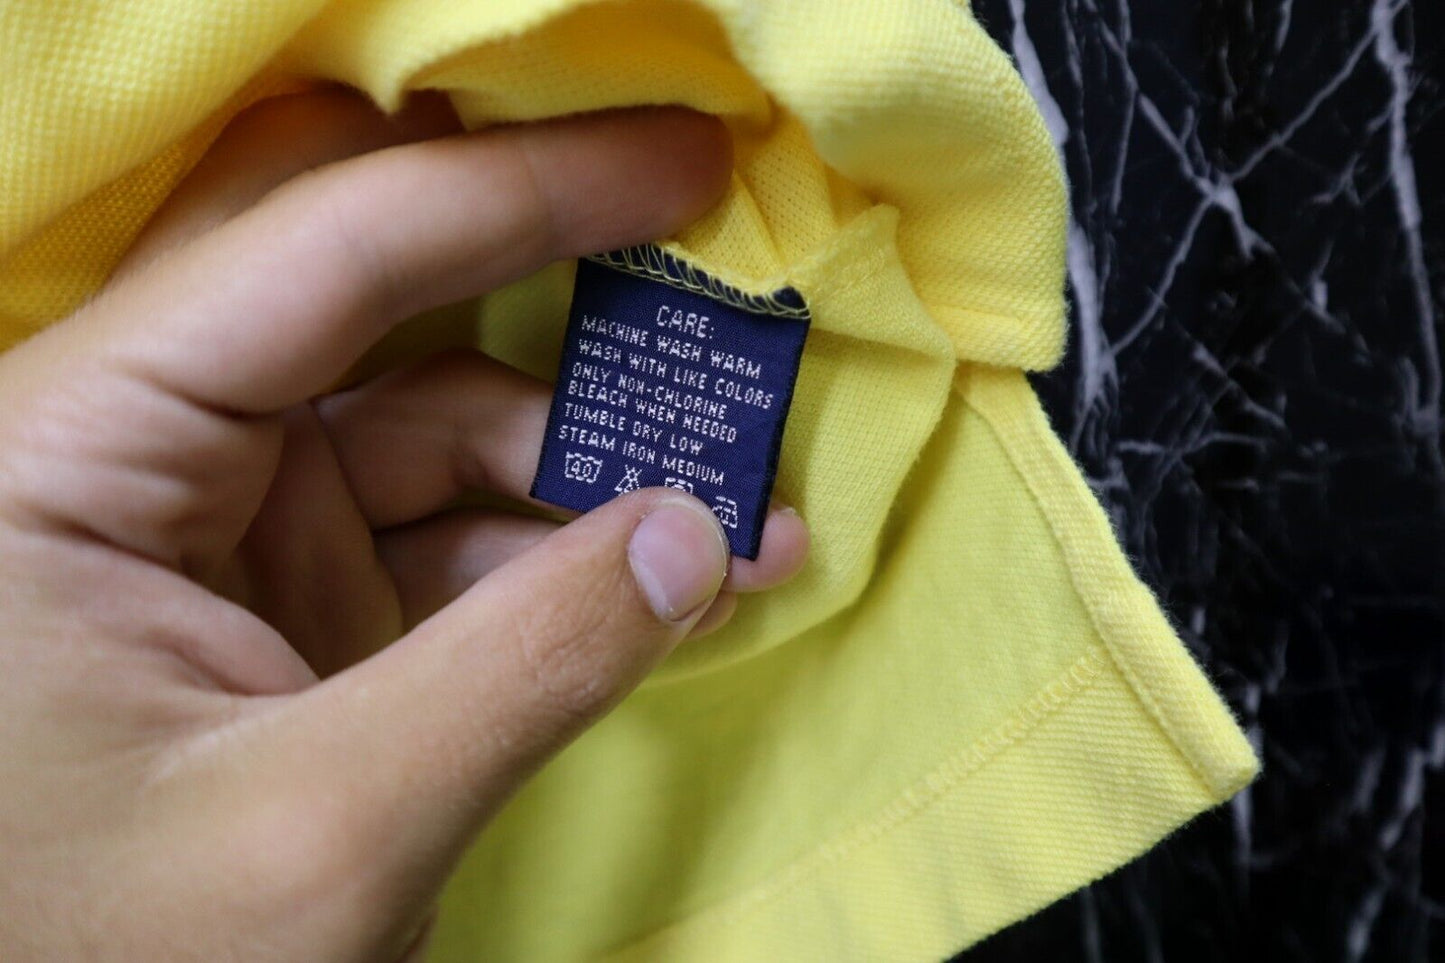 CARE:
MACHINE WASH WARM
WASH WITH LIKE COLORS
ONLY NON-CHLORINE
BLEACH WHEN NEEDED
TUMBLE DRY LOW
STEAM IRON MEDIUM
40